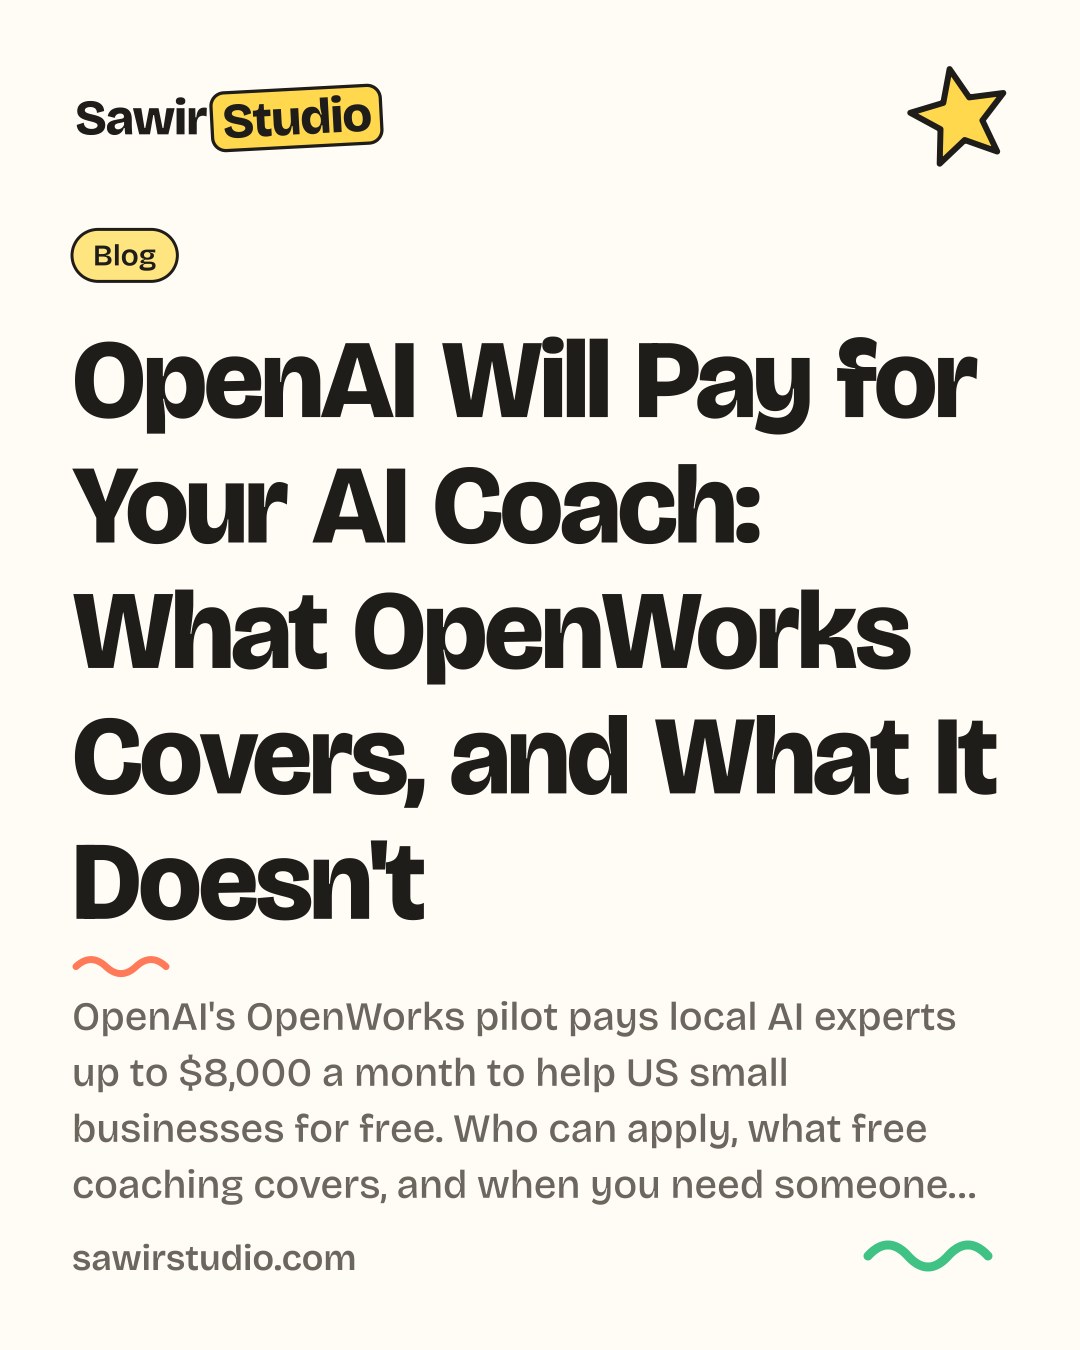 Sawir Studio
Blog
OpenAI Will Pay for
Your AI Coach:
What OpenWorks
Covers, and What It
Doesn't
OpenAI's OpenWorks pilot pays local AI experts
up to $8,000 a month to help US small
businesses for free. Who can apply, what free
coaching covers, and when you need someone...
sawirstudio.com